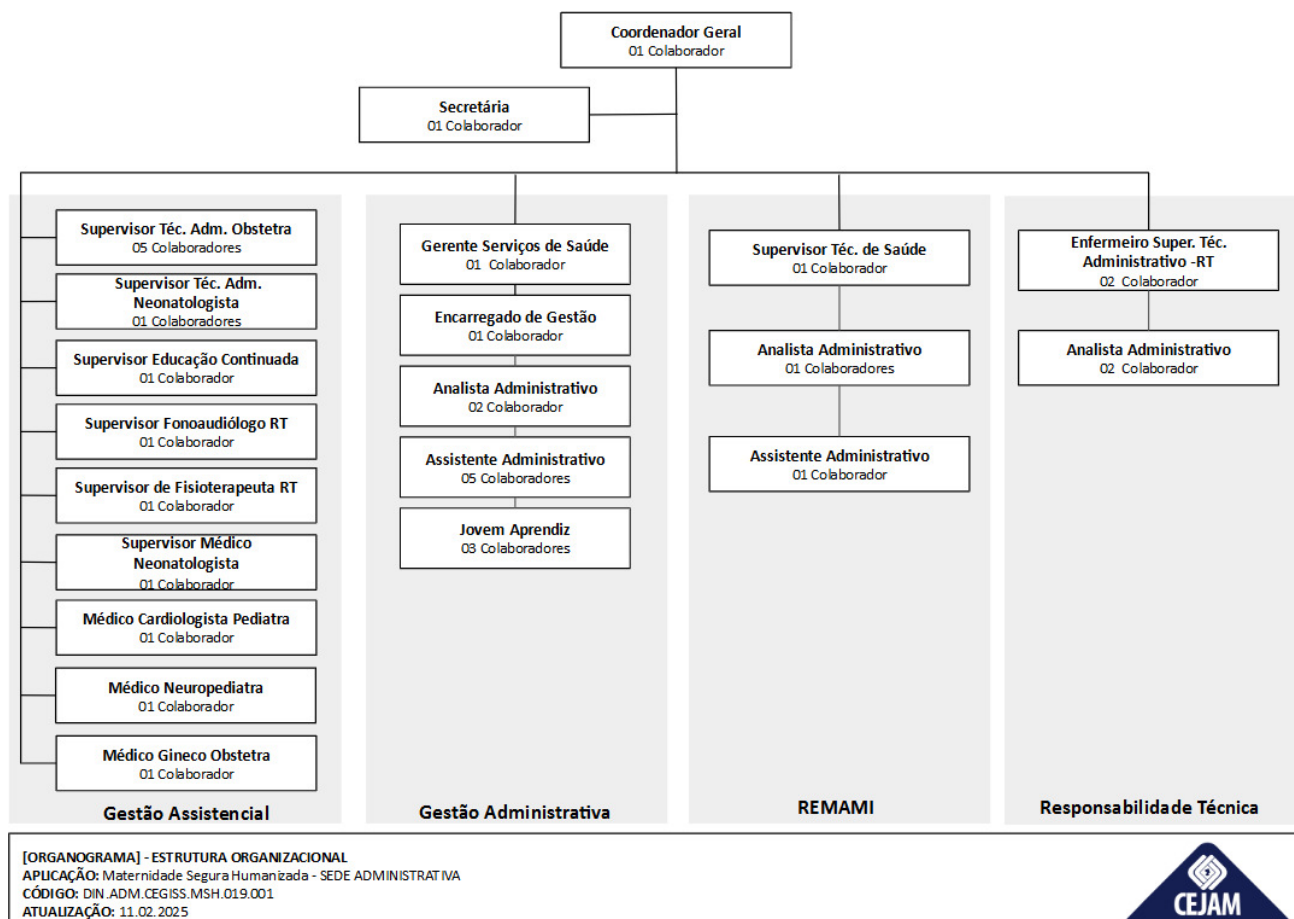 Coordenador Geral
01 Colaborador
Secretária
01 Colaborador
Supervisor Téc. Adm. Obstetra
05 Colaboradores
Supervisor Téc. Adm.
Neonatologista
01 Colaboradores
Supervisor Educação Continuada
01 Colaborador
Supervisor Fonoaudiólogo RT
01 Colaborador
Supervisor de Fisioterapeuta RT
01 Colaborador
Supervisor Médico
Neonatologista
01 Colaborador
Médico Cardiologista Pediatra
01 Colaborador
Médico Neuropediatra
01 Colaborador
Médico Gineco Obstetra
01 Colaborador
Gestão Assistencial
Gerente Serviços de Saúde
01 Colaborador
Encarregado de Gestão
01 Colaborador
Analista Administrativo
02 Colaborador
Assistente Administrativo
05 Colaboradores
Jovem Aprendiz
03 Colaboradores
Gestão Administrativa
Supervisor Téc. de Saúde
01 Colaborador
Analista Administrativo
01 Colaboradores
Assistente Administrativo
01 Colaborador
REMAMI
Enfermeiro Super. Téc.
Administrativo -RT
02 Colaborador
Analista Administrativo
02 Colaborador
Responsabilidade Técnica
[ORGANOGRAMA] - ESTRUTURA ORGANIZACIONAL
APLICAÇÃO: Maternidade Segura Humanizada - SEDE ADMINISTRATIVA
CÓDIGO: DIN.ADM.CEGISS.MSH.019.001
ATUALIZAÇÃO: 11.02.2025
CEJAM